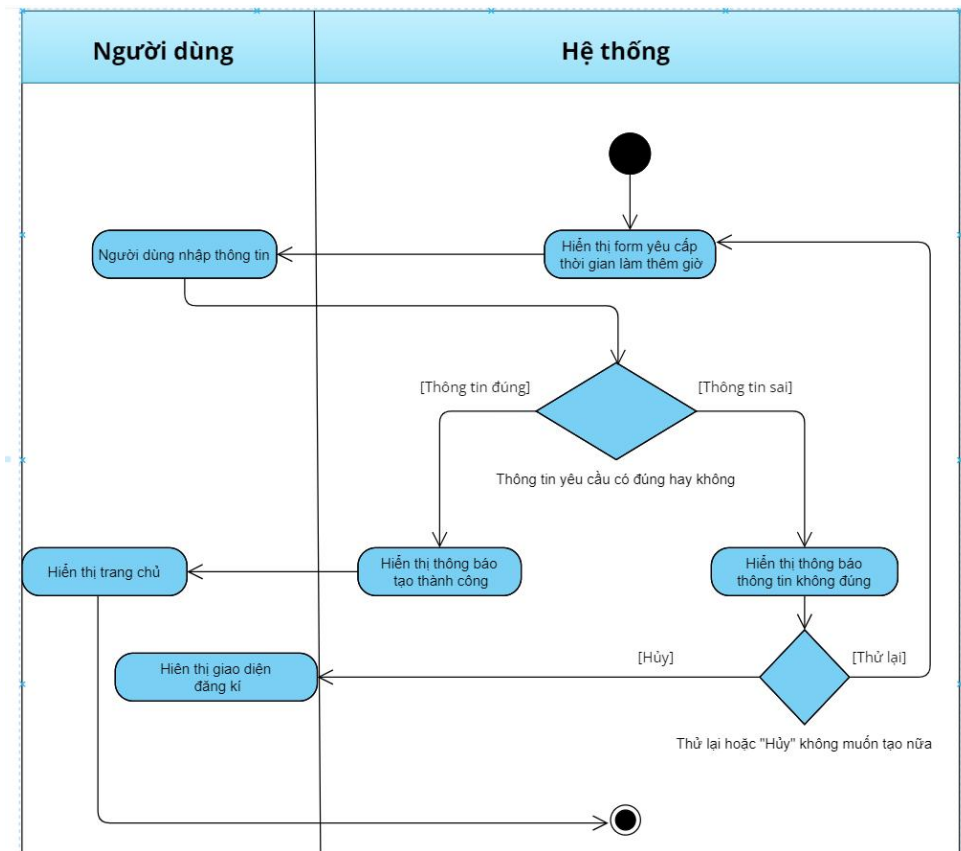 Người dùng
Hệ thống
Hiển thị form yêu cấp
thời gian làm thêm giờ
Người dùng nhập thông tin
[Thông tin đúng]
[Thông tin sai]
Thông tin yêu cầu có đúng hay không
Hiển thị trang chủ
Hiển thị thông báo
tạo thành công
Hiển thị thông báo
thông tin không đúng
Hiên thị giao diện
đăng kí
[Hủy]
[Thử lại]
Thử lại hoặc "Hủy" không muốn tạo nữa